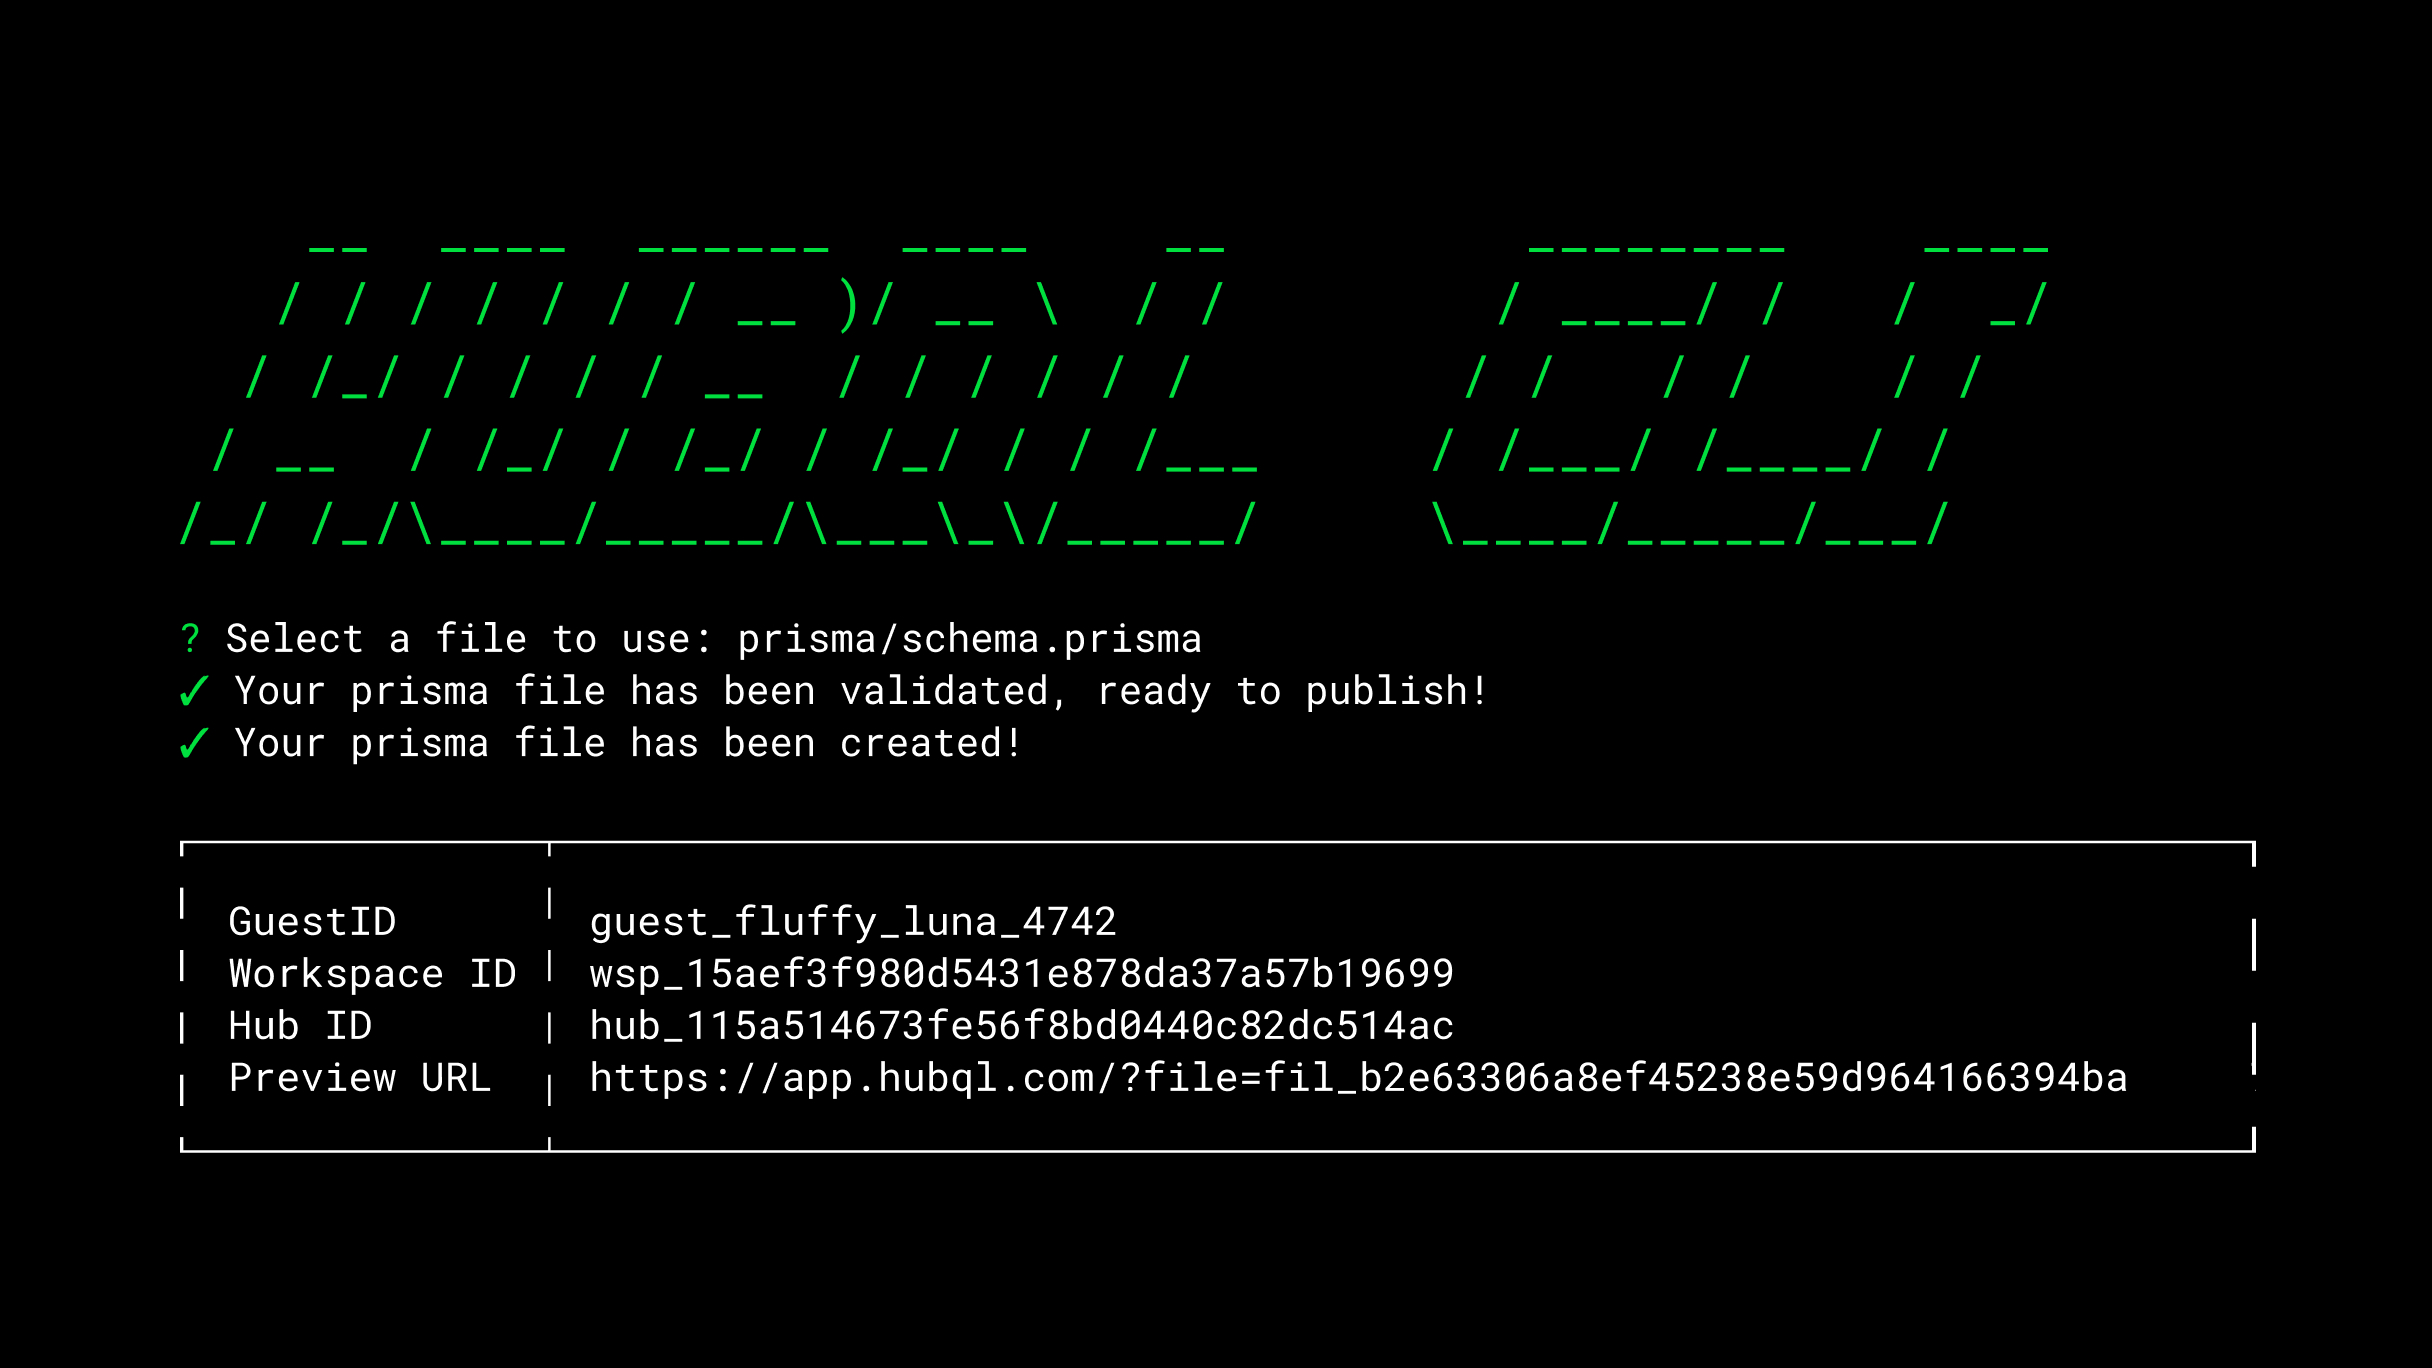 HubQL CLI
? Select a file to use: prisma/schema.prisma
✓ Your prisma file has been validated, ready to publish!
✓ Your prisma file has been created!
GuestID guest_fluffy_luna_4742
Workspace ID wsp_15aef3f980d5431e878da37a57b19699
Hub ID hub_115a514673fe56f8bd0440c82dc514ac
Preview URL https://app.hubql.com/?file=fil_b2e63306a8ef45238e59d964166394ba